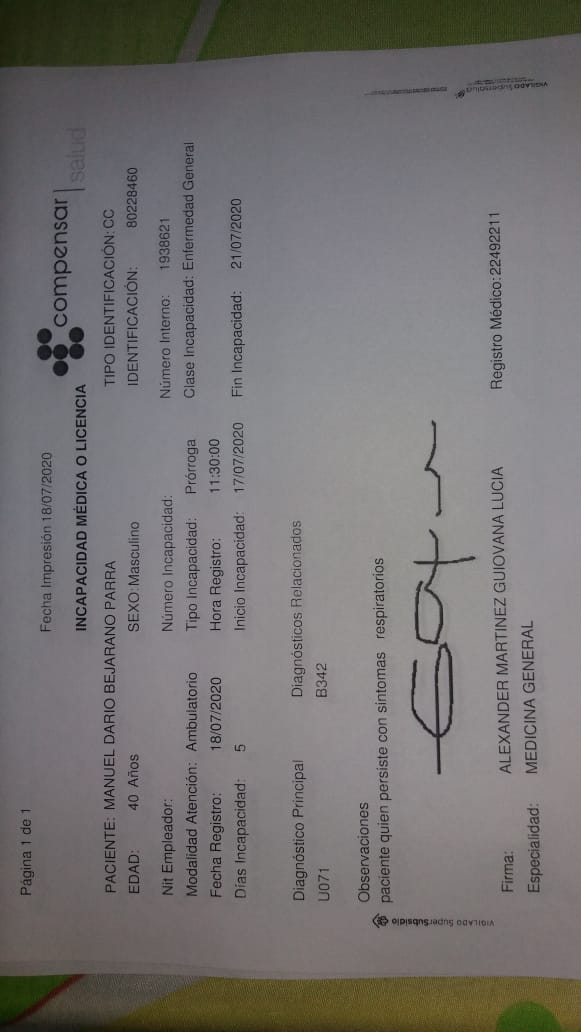 Página 1 de 1
Fecha Impresión 18/07/2020
compensar | salud
INCAPACIDAD MÉDICA O LICENCIA
PACIENTE: MANUEL DARIO BEJARANO PARRA TIPO IDENTIFICACIÓN:CC
EDAD: 40 Años SEXO:Masculino IDENTIFICACIÓN: 80228460
Nit Empleador: Número Incapacidad: Número Interno: 1938621
Modalidad Atención: Ambulatorio Tipo Incapacidad: Prórroga Clase Incapacidad: Enfermedad General
Fecha Registro: 18/07/2020 Hora Registro: 11:30:00
Días Incapacidad: 5 Inicio Incapacidad: 17/07/2020 Fin Incapacidad: 21/07/2020
Diagnóstico Principal Diagnósticos Relacionados
U071 B342
Observaciones
paciente quien persiste con sintomas respiratorios
Firma: ALEXANDER MARTINEZ GUIOVANA LUCIA Registro Médico:22492211
Especialidad: MEDICINA GENERAL
VIGILADO SuperSubsidio
VIGILADO Supersalud